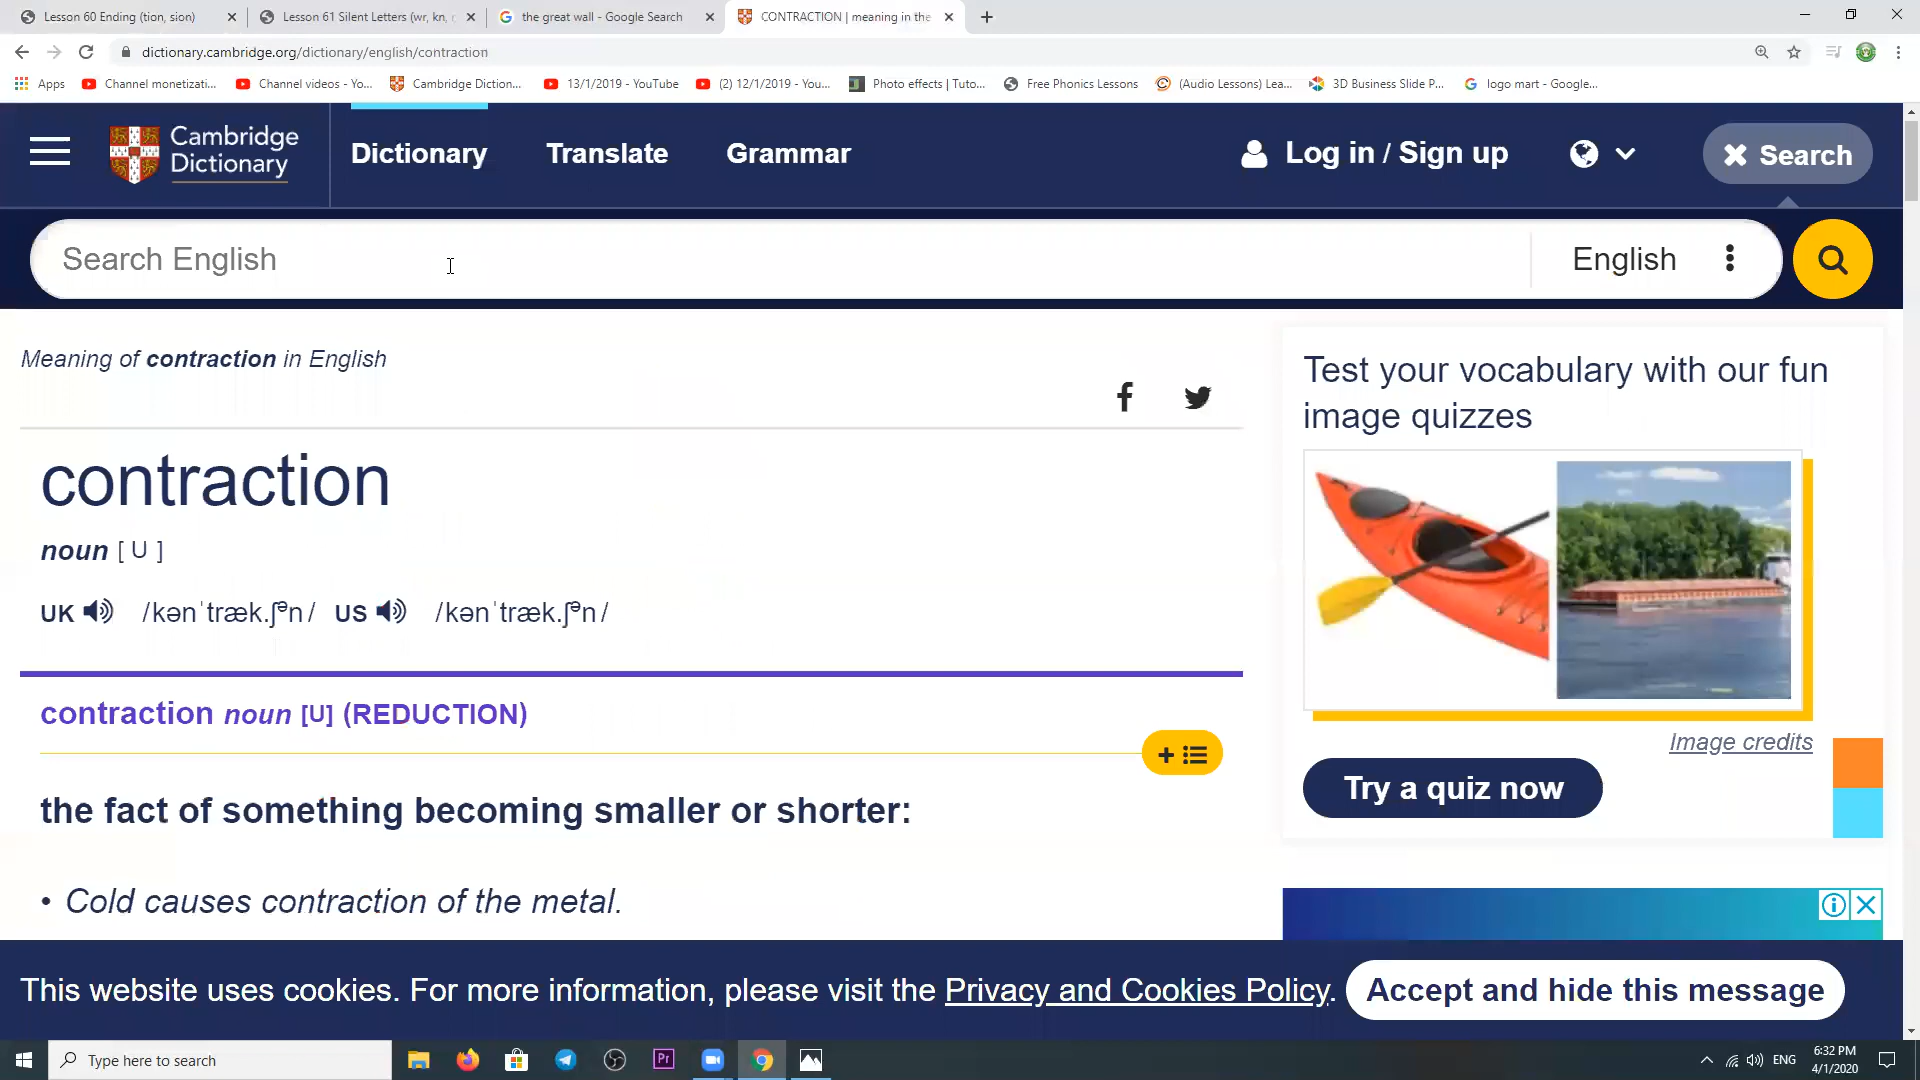 Lesson 60 Ending (tion, sion)
Lesson 61 Silent Letters (wr, kn,
the great wall - Google Search
CONTRACTION | meaning in the
dictionary.cambridge.org/dictionary/english/contraction
Apps
Channel monetizati...
Channel videos - Yo...
Cambridge Diction...
13/1/2019 - YouTube
(2) 12/1/2019 - You...
Photo effects | Tuto...
Free Phonics Lessons
(Audio Lessons) Lea...
3D Business Slide P...
logo mart - Google...
Cambridge
Dictionary
Dictionary
Translate
Grammar
Log in / Sign up
Search
Search English
English
Meaning of contraction in English
contraction
noun [ U ]
UK /kənˈtræk.ʃᵊn/ US /kənˈtræk.ʃᵊn/
contraction noun [U] (REDUCTION)
the fact of something becoming smaller or shorter:
• Cold causes contraction of the metal.
Test your vocabulary with our fun
image quizzes
Image credits
Try a quiz now
This website uses cookies. For more information, please visit the Privacy and Cookies Policy.
Accept and hide this message
Type here to search
Pr
ENG
6:32 PM
4/1/2020